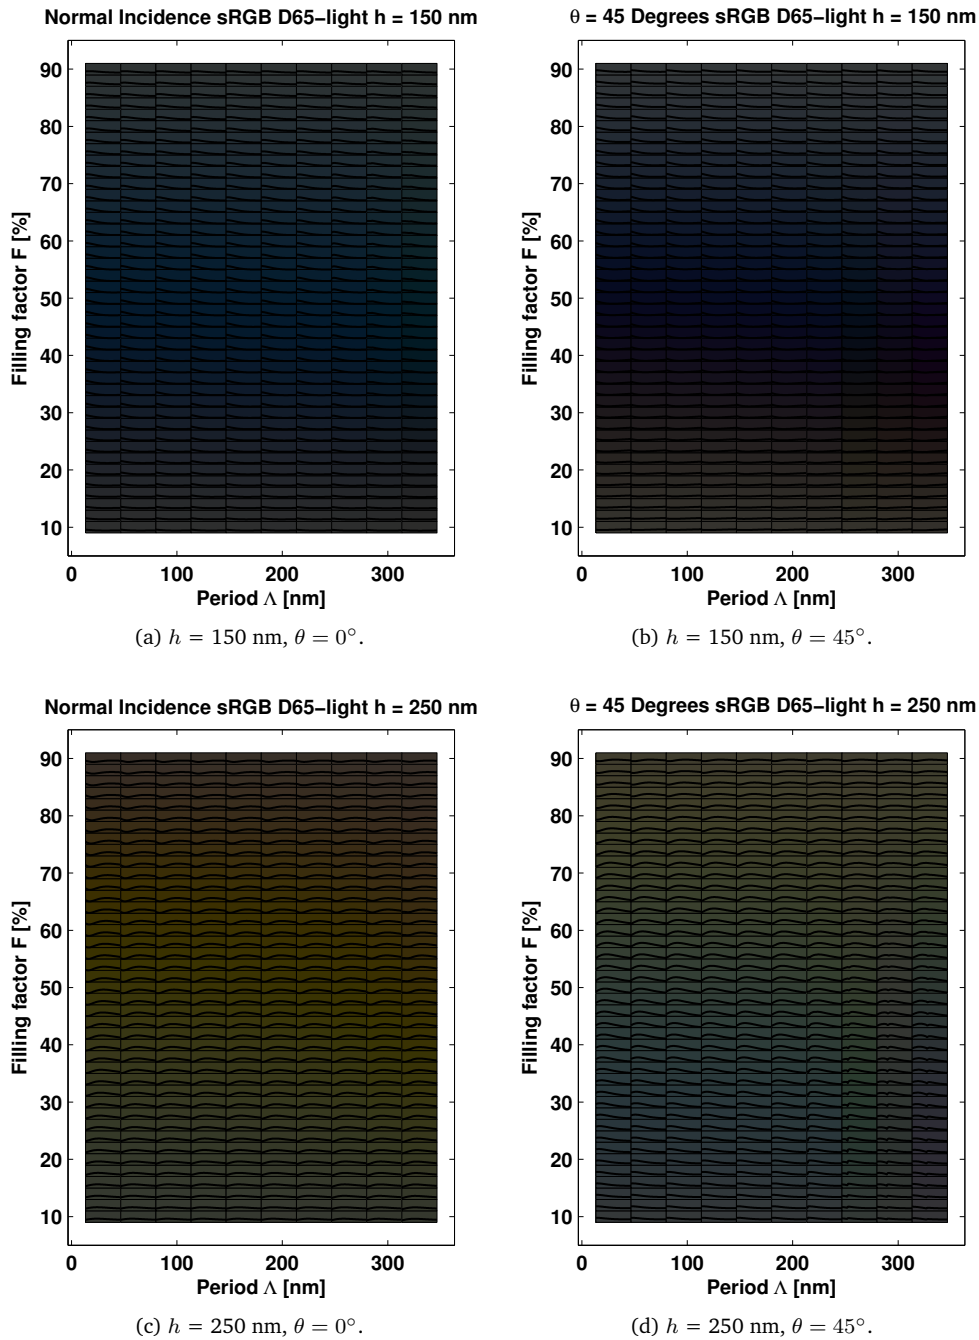 Normal Incidence sRGB D65−light h = 150 nm
90
80
70
60
50
40
30
20
10
Filling factor F [%]
0 100 200 300
Period Λ [nm]
(a) h = 150 nm, θ = 0°.
θ = 45 Degrees sRGB D65−light h = 150 nm
90
80
70
60
50
40
30
20
10
Filling factor F [%]
0 100 200 300
Period Λ [nm]
(b) h = 150 nm, θ = 45°.
Normal Incidence sRGB D65−light h = 250 nm
90
80
70
60
50
40
30
20
10
Filling factor F [%]
0 100 200 300
Period Λ [nm]
(c) h = 250 nm, θ = 0°.
θ = 45 Degrees sRGB D65−light h = 250 nm
90
80
70
60
50
40
30
20
10
Filling factor F [%]
0 100 200 300
Period Λ [nm]
(d) h = 250 nm, θ = 45°.